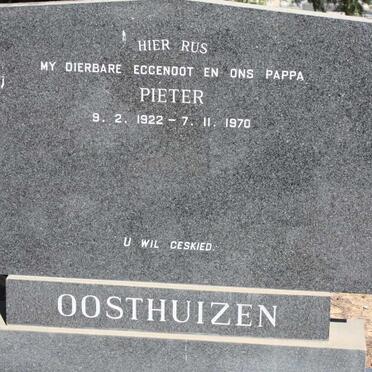 HIER RUS
MY DIERBARE EGGENOOT EN ONS PAPPA
PIETER
9. 2. 1922 – 7. 11. 1970
U WIL GESKIED.
OOSTHUIZEN